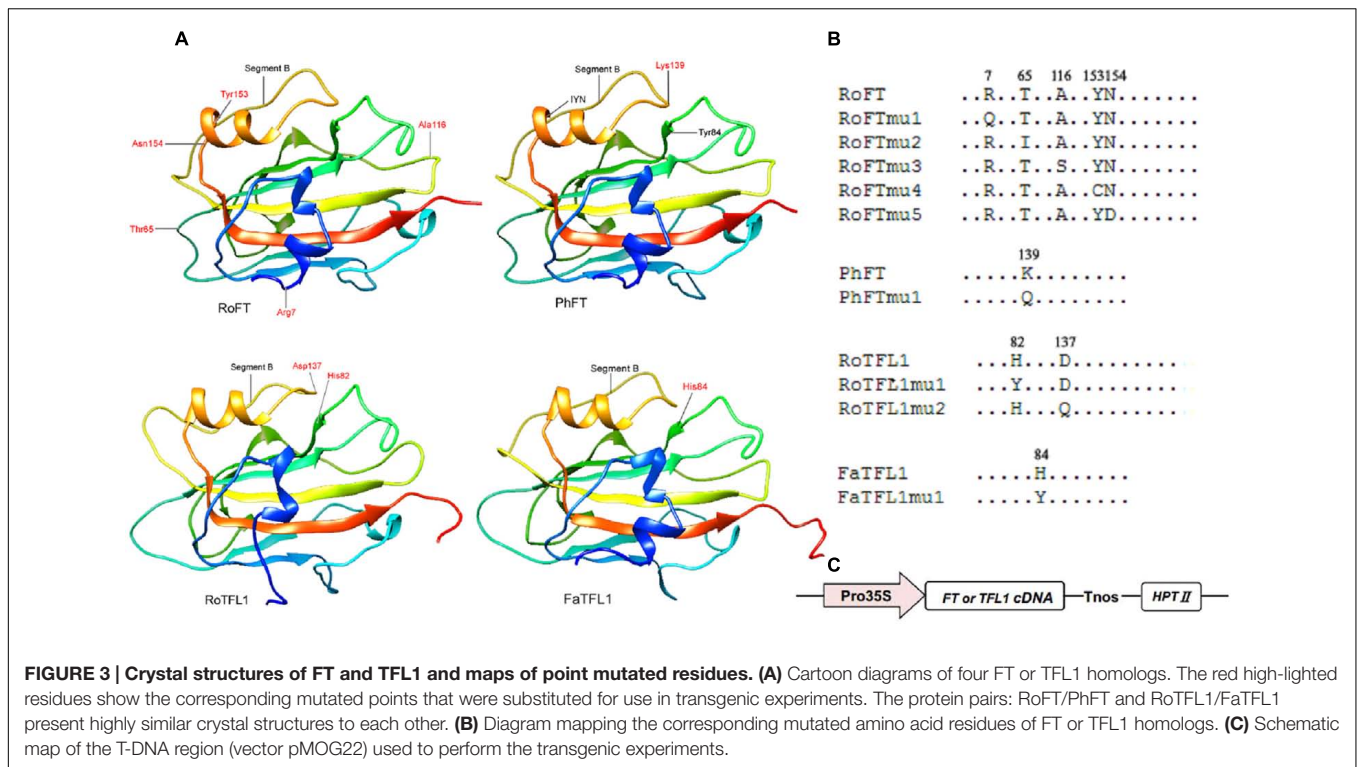 A
Segment B
Tyr153
Asn154
Ala116
Thr65
Arg7
RoFT
Segment B
Lys139
IYN
Tyr84
PhFT
Segment B
Asp137
His82
RoTFL1
Segment B
His84
FaTFL1
B
7 65 116 153154
RoFT ..R..T..A..YN.......
RoFTmu1 ..Q..T..A..YN.......
RoFTmu2 ..R..I..A..YN.......
RoFTmu3 ..R..T..S..YN.......
RoFTmu4 ..R..T..A..CN.......
RoFTmu5 ..R..T..A..YD.......
139
PhFT .....K.........
PhFTmu1 .....Q.........
82 137
RoTFL1 ...H...D..........
RoTFL1mu1 ...Y...D..........
RoTFL1mu2 ...H...Q..........
84
FaTFL1 .....H.......
FaTFL1mu1 .....Y.......
C
Pro35S FT or TFL1 cDNA Tnos HPT II
FIGURE 3 | Crystal structures of FT and TFL1 and maps of point mutated residues. (A) Cartoon diagrams of four FT or TFL1 homologs. The red high-lighted
residues show the corresponding mutated points that were substituted for use in transgenic experiments. The protein pairs: RoFT/PhFT and RoTFL1/FaTFL1
present highly similar crystal structures to each other. (B) Diagram mapping the corresponding mutated amino acid residues of FT or TFL1 homologs. (C) Schematic
map of the T-DNA region (vector pMOG22) used to perform the transgenic experiments.